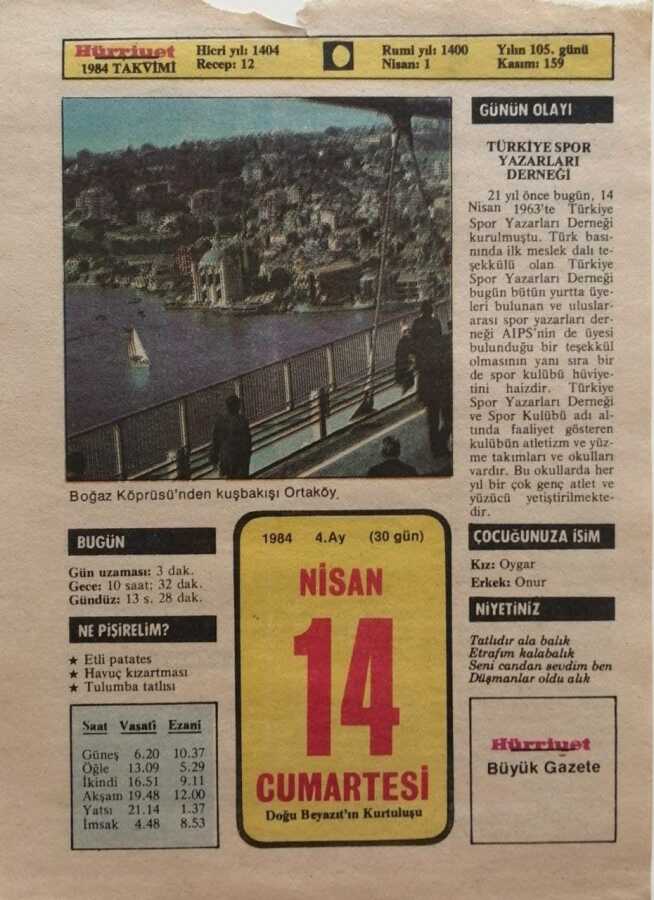 Hürriyet
1984 TAKVİMİ
Hicri yıl: 1404
Recep: 12
Rumi yıl: 1400
Nisan: 1
Yılın 105. günü
Kasım: 159
Boğaz Köprüsü'nden kuşbakışı Ortaköy.
GÜNÜN OLAYI
TÜRKİYE SPOR
YAZARLARI
DERNEĞİ
21 yıl önce bugün, 14
Nisan 1963'te Türkiye
Spor Yazarları Derneği
kurulmuştu. Türk bası-
nında ilk meslek dalı te-
şekkülü olan Türkiye
Spor Yazarları Derneği
bugün bütün yurtta üye-
leri bulunan ve uluslar-
arası spor yazarları der-
neği AIPS'nin de üyesi
bulunduğu bir teşekkül
olmasının yanı sıra bir
de spor kulübü hüviye-
tini haizdir. Türkiye
Spor Yazarları Derneği
ve Spor Kulübü adı al-
tında faaliyet gösteren
kulübün atletizm ve yüz-
me takımları ve okulları
vardır. Bu okullarda her
yıl bir çok genç atlet ve
yüzücü yetiştirilmekte-
dir.
BUGÜN
Gün uzaması: 3 dak.
Gece: 10 saat; 32 dak.
Gündüz: 13 s. 28 dak.
NE PİŞİRELİM?
★ Etli patates
★ Havuç kızartması
★ Tulumba tatlısı
Saat Vasati Ezani
Güneş 6.20 10.37
Öğle 13.09 5.29
İkindi 16.51 9.11
Akşam 19.48 12.00
Yatsı 21.14 1.37
İmsak 4.48 8.53
1984 4.Ay (30 gün)
NİSAN
14
CUMARTESİ
Doğu Beyazıt'ın Kurtuluşu
ÇOCUĞUNUZA İSİM
Kız: Oygar
Erkek: Onur
NİYETİNİZ
Tatlıdır ala balık
Etrafım kalabalık
Seni candan sevdim ben
Düşmanlar oldu alık
Hürriyet
Büyük Gazete